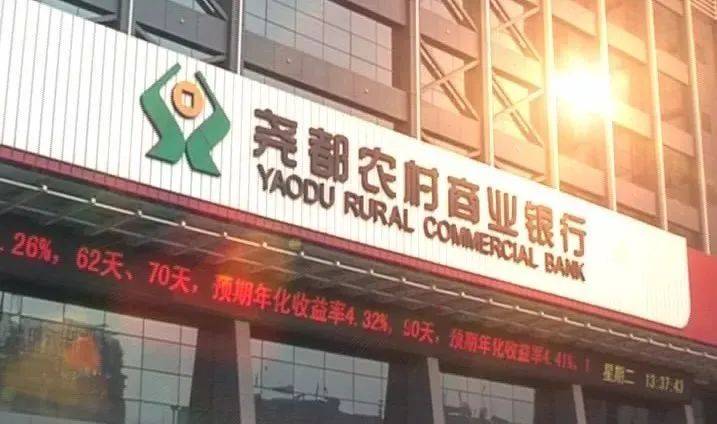 尧都农村商业银行
YAODU RURAL COMMERCIAL BANK
.26%，62天、70天，预期年化收益率4.32%，90天，预期年化收益率4.41%，
星期二 13:37:43